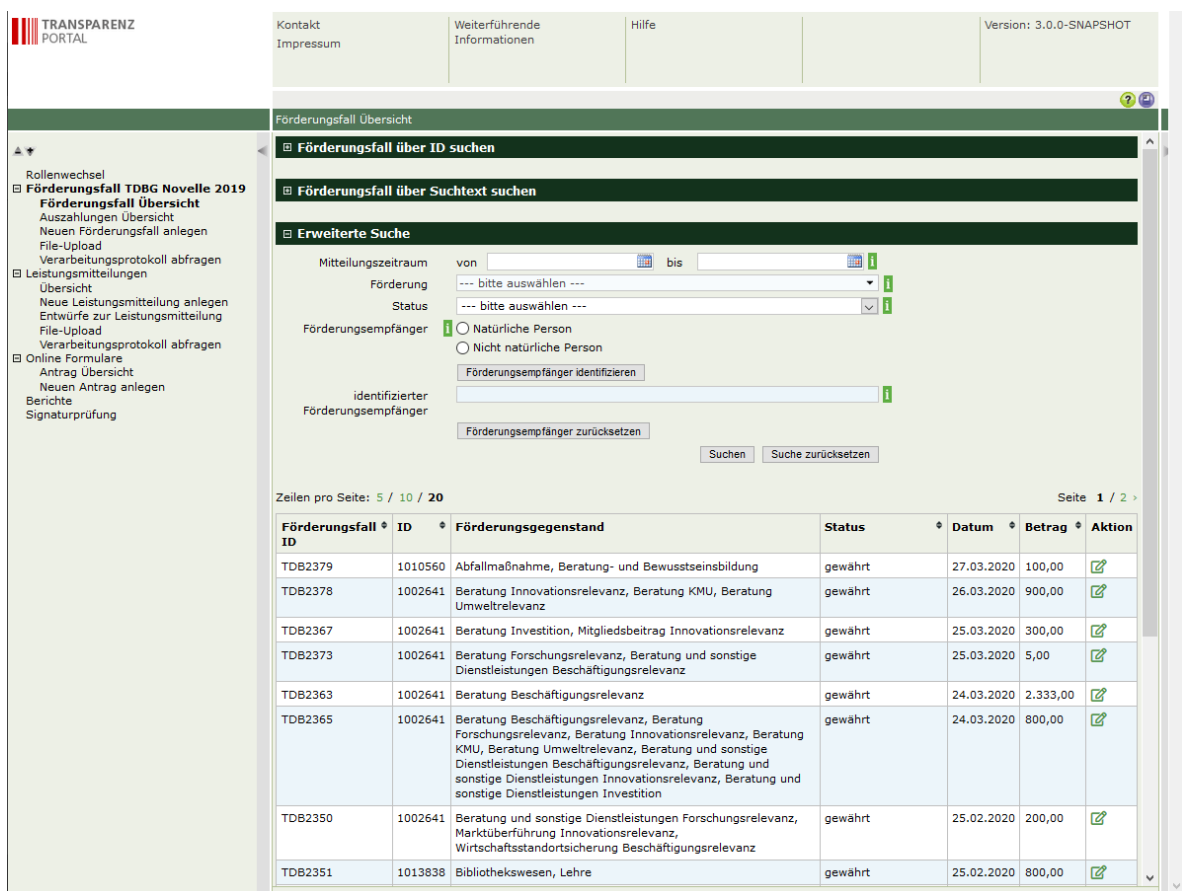 TRANSPARENZ
PORTAL
Kontakt
Impressum
Weiterführende
Informationen
Hilfe
Version: 3.0.0-SNAPSHOT
Förderungsfall Übersicht
Rollenwechsel
Förderungsfall TDBG Novelle 2019
Förderungsfall Übersicht
Auszahlungen Übersicht
Neuen Förderungsfall anlegen
File-Upload
Verarbeitungsprotokoll abfragen
Leistungsmitteilungen
Übersicht
Neue Leistungsmitteilung anlegen
Entwürfe zur Leistungsmitteilung
File-Upload
Verarbeitungsprotokoll abfragen
Online Formulare
Antrag Übersicht
Neuen Antrag anlegen
Berichte
Signaturprüfung
Förderungsfall über ID suchen
Förderungsfall über Suchtext suchen
Erweiterte Suche
Mitteilungszeitraum von bis
Förderung --- bitte auswählen ---
Status --- bitte auswählen ---
Förderungsempfänger Natürliche Person
Nicht natürliche Person
Förderungsempfänger identifizieren
identifizierter
Förderungsempfänger
Förderungsempfänger zurücksetzen
Suchen Suche zurücksetzen
Zeilen pro Seite: 5 / 10 / 20 Seite 1 / 2 ›
Förderungsfall ID Förderungsgegenstand Status Datum Betrag Aktion
ID
TDB2379 1010560 Abfallmaßnahme, Beratung- und Bewusstseinsbildung gewährt 27.03.2020 100,00
TDB2378 1002641 Beratung Innovationsrelevanz, Beratung KMU, Beratung gewährt 26.03.2020 900,00
Umweltrelevanz
TDB2367 1002641 Beratung Investition, Mitgliedsbeitrag Innovationsrelevanz gewährt 25.03.2020 300,00
TDB2373 1002641 Beratung Forschungsrelevanz, Beratung und sonstige gewährt 25.03.2020 5,00
Dienstleistungen Beschäftigungsrelevanz
TDB2363 1002641 Beratung Beschäftigungsrelevanz gewährt 24.03.2020 2.333,00
TDB2365 1002641 Beratung Beschäftigungsrelevanz, Beratung gewährt 24.03.2020 800,00
Forschungsrelevanz, Beratung Innovationsrelevanz, Beratung
KMU, Beratung Umweltrelevanz, Beratung und sonstige
Dienstleistungen Beschäftigungsrelevanz, Beratung und
sonstige Dienstleistungen Innovationsrelevanz, Beratung und
sonstige Dienstleistungen Investition
TDB2350 1002641 Beratung und sonstige Dienstleistungen Forschungsrelevanz, gewährt 25.02.2020 200,00
Marktüberführung Innovationsrelevanz,
Wirtschaftsstandortsicherung Beschäftigungsrelevanz
TDB2351 1013838 Bibliothekswesen, Lehre gewährt 25.02.2020 800,00